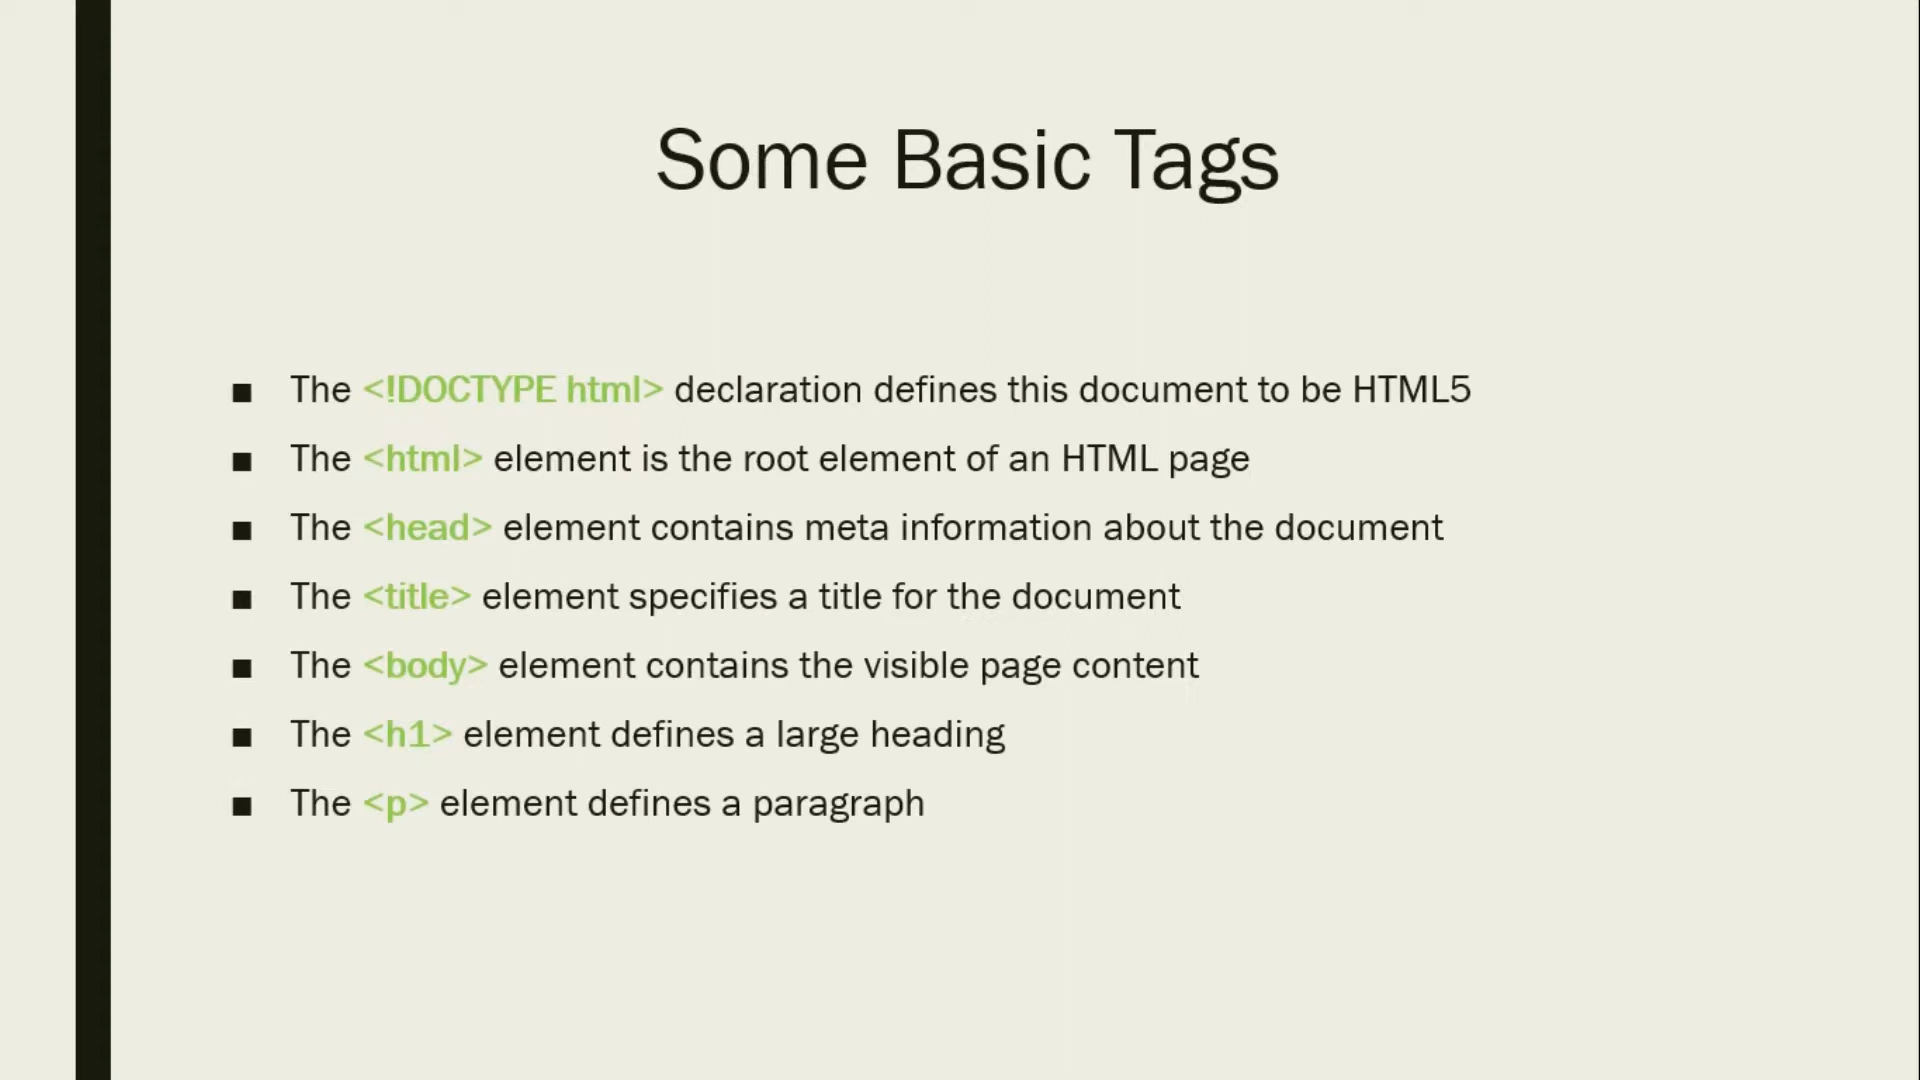 Some Basic Tags
■ The <!DOCTYPE html> declaration defines this document to be HTML5
■ The <html> element is the root element of an HTML page
■ The <head> element contains meta information about the document
■ The <title> element specifies a title for the document
■ The <body> element contains the visible page content
■ The <h1> element defines a large heading
■ The <p> element defines a paragraph